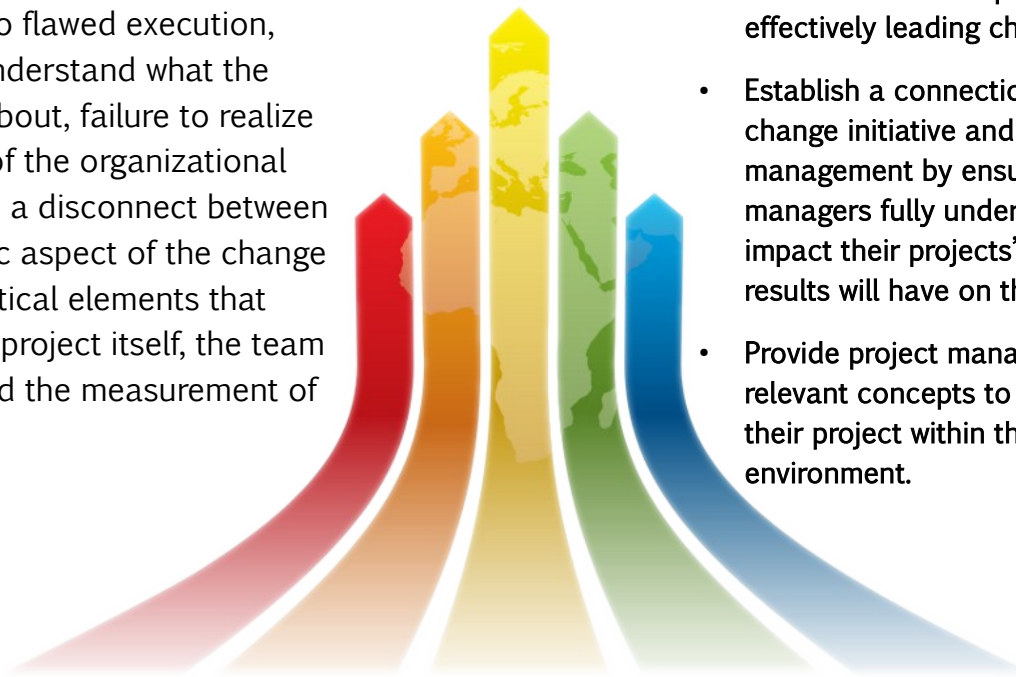 o flawed execution,
nderstand what the
bout, failure to realize
of the organizational
a disconnect between
c aspect of the change
tical elements that
project itself, the team
d the measurement of
effectively leading ch
• Establish a connectio
change initiative and
management by ensu
managers fully under
impact their projects’
results will have on th
• Provide project mana
relevant concepts to
their project within th
environment.